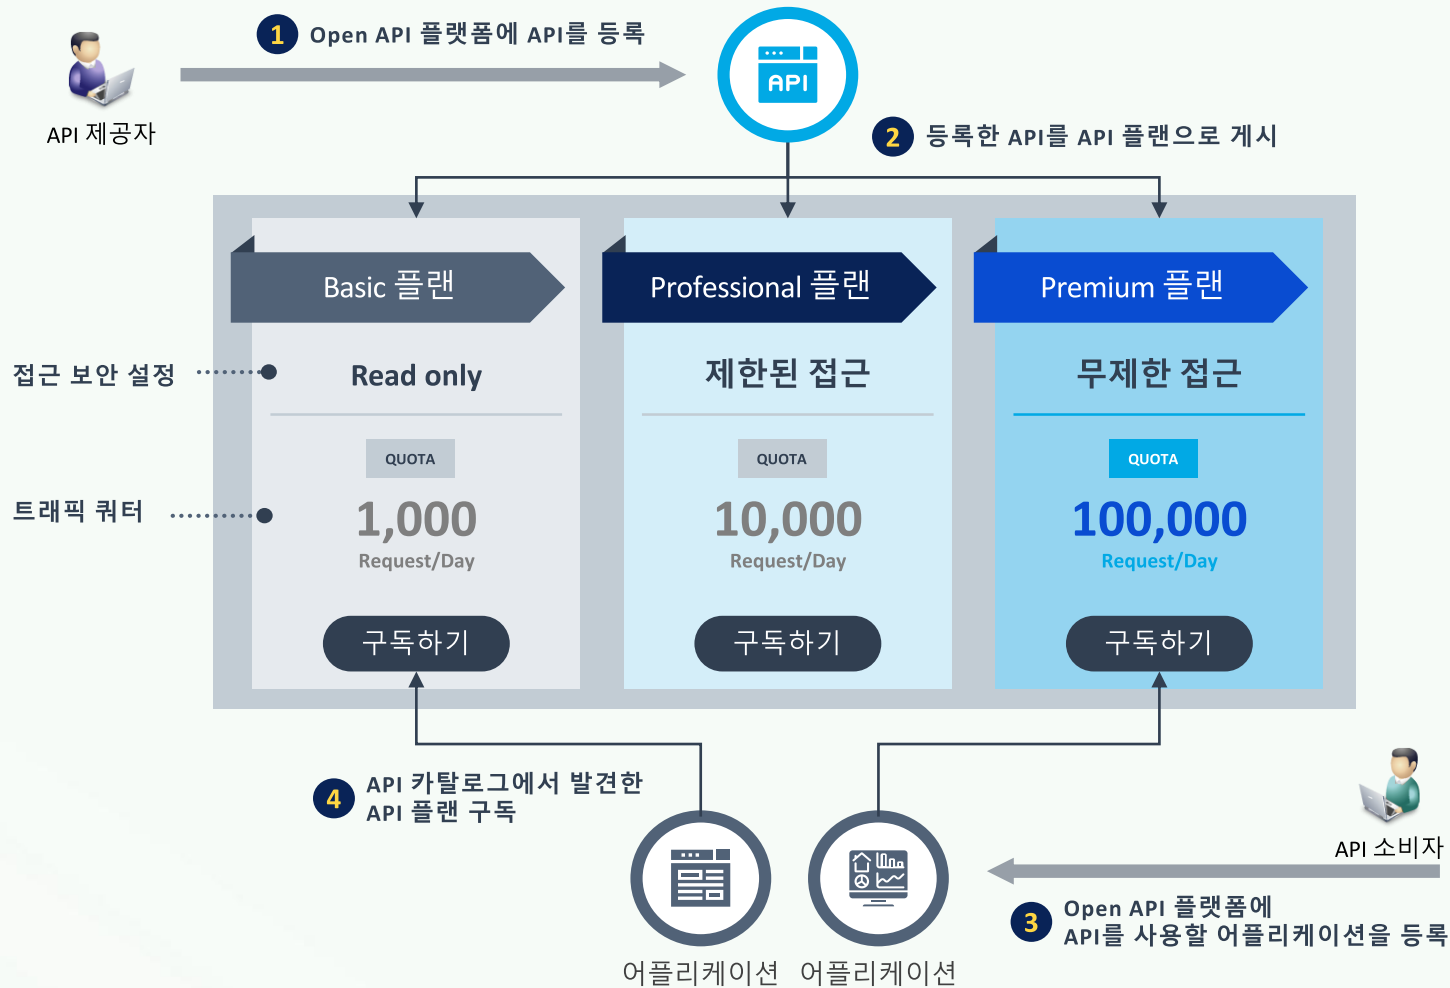 1 Open API 플랫폼에 API를 등록
API
API 제공자
2 등록한 API를 API 플랜으로 게시
Basic 플랜
Professional 플랜
Premium 플랜
접근 보안 설정
Read only
제한된 접근
무제한 접근
QUOTA
QUOTA
QUOTA
트래픽 쿼터
1,000
Request/Day
10,000
Request/Day
100,000
Request/Day
구독하기
구독하기
구독하기
4 API 카탈로그에서 발견한
API 플랜 구독
API 소비자
3 Open API 플랫폼에
API를 사용할 어플리케이션을 등록
어플리케이션
어플리케이션